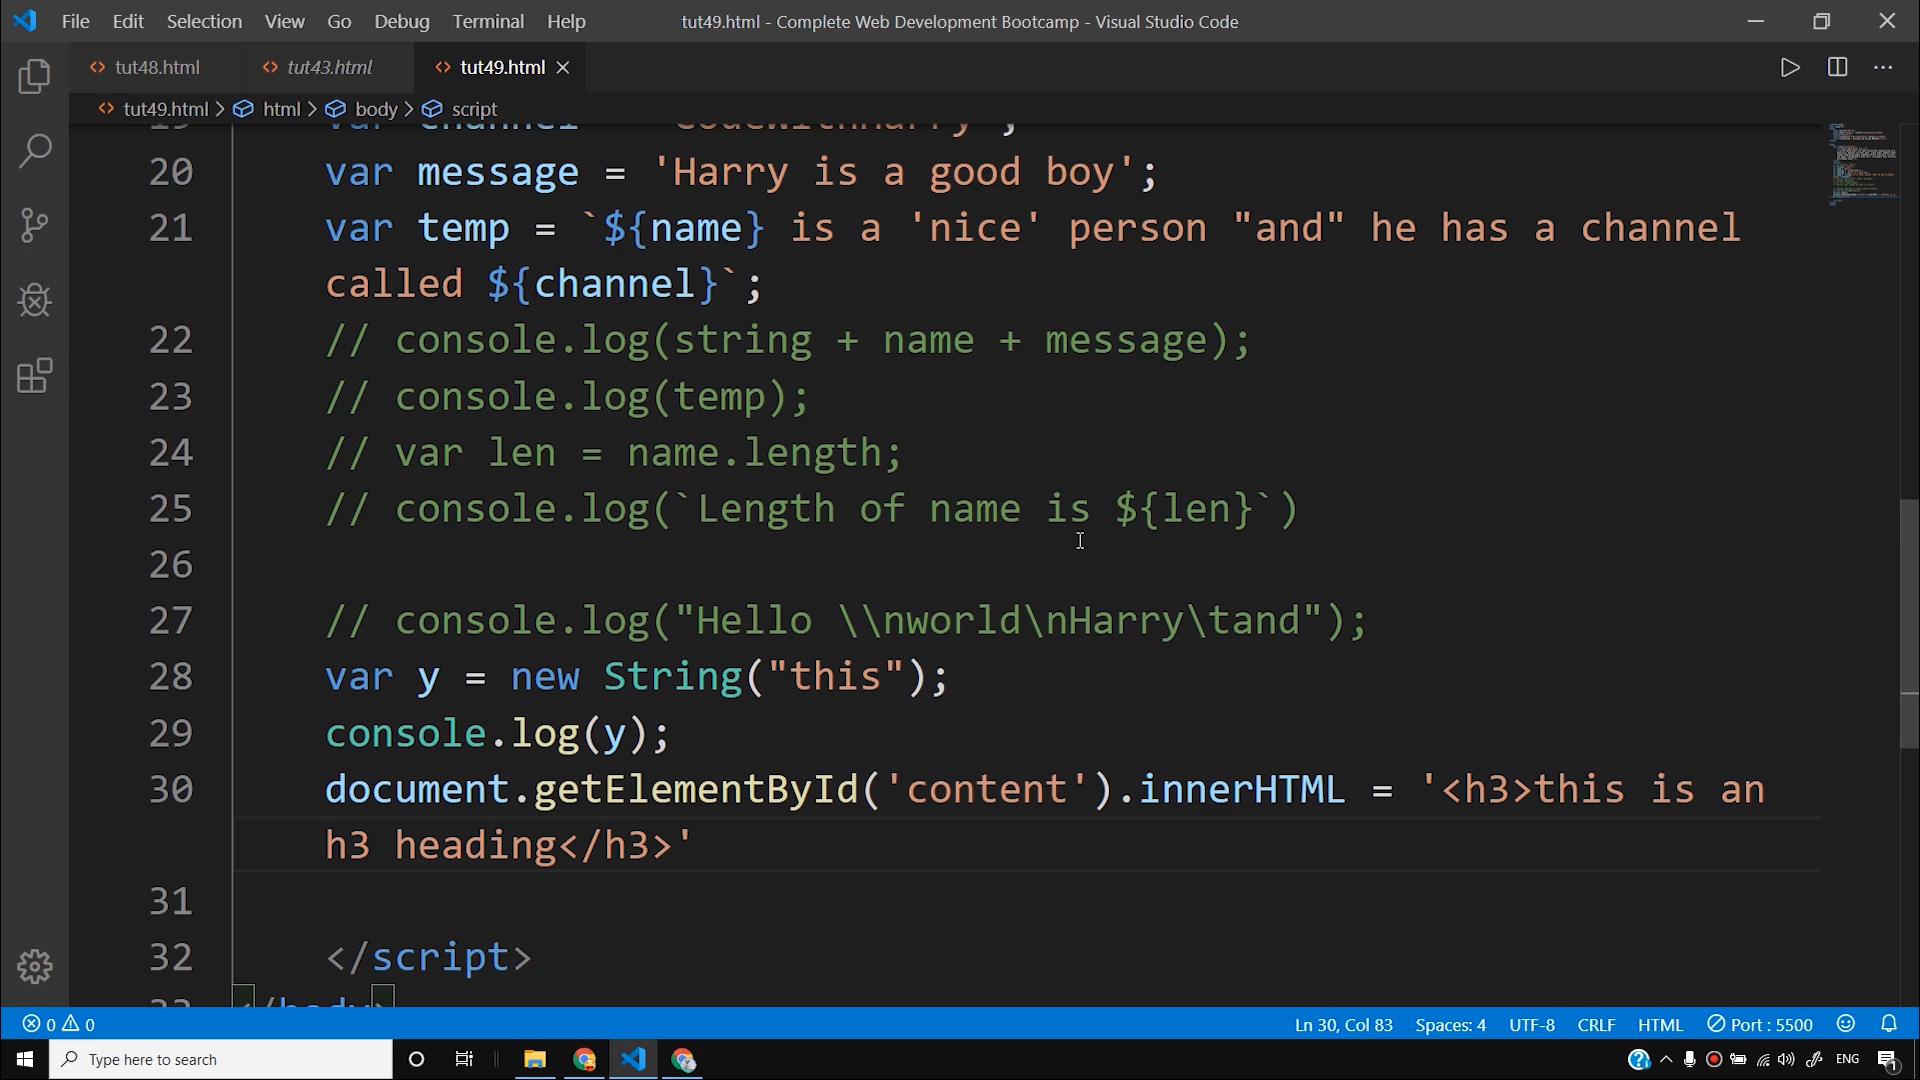 File Edit Selection View Go Debug Terminal Help tut49.html - Complete Web Development Bootcamp - Visual Studio Code
tut48.html tut43.html tut49.html
tut49.html > html > body > script
20 var message = 'Harry is a good boy';
21 var temp = `${name} is a 'nice' person "and" he has a channel
called ${channel}`;
22 // console.log(string + name + message);
23 // console.log(temp);
24 // var len = name.length;
25 // console.log(`Length of name is ${len}`)
26
27 // console.log("Hello \\nworld\nHarry\tand");
28 var y = new String("this");
29 console.log(y);
30 document.getElementById('content').innerHTML = '<h3>this is an
h3 heading</h3>'
31
32 </script>
0 0 Ln 30, Col 83 Spaces: 4 UTF-8 CRLF HTML Port : 5500
Type here to search ENG 1